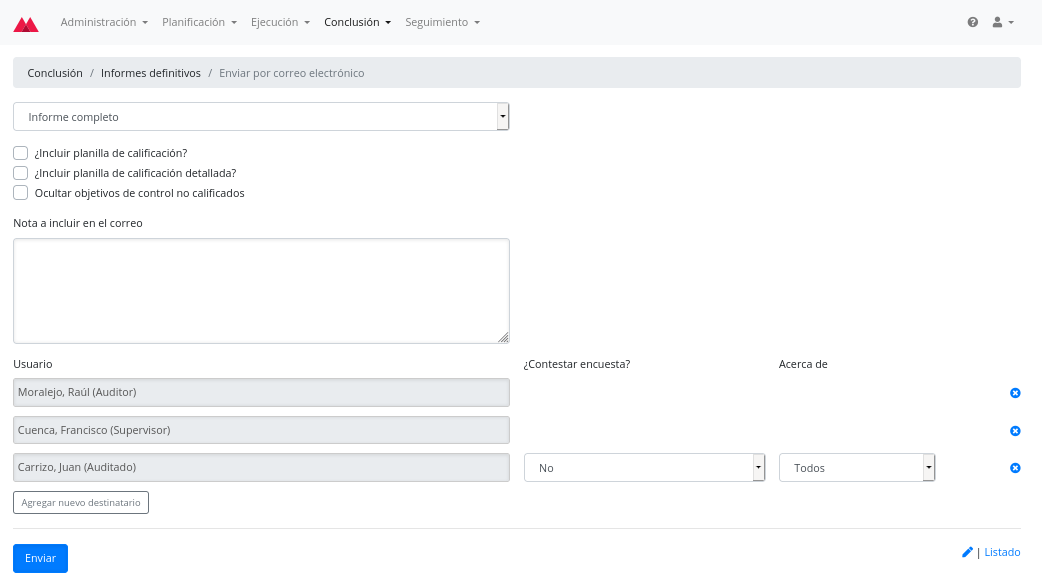 Administración Planificación Ejecución Conclusión Seguimiento
Conclusión / Informes definitivos / Enviar por correo electrónico
Informe completo
¿Incluir planilla de calificación?
¿Incluir planilla de calificación detallada?
Ocultar objetivos de control no calificados
Nota a incluir en el correo
Usuario ¿Contestar encuesta? Acerca de
Moralejo, Raúl (Auditor)
Cuenca, Francisco (Supervisor)
Carrizo, Juan (Auditado) No Todos
Agregar nuevo destinatario
Enviar | Listado